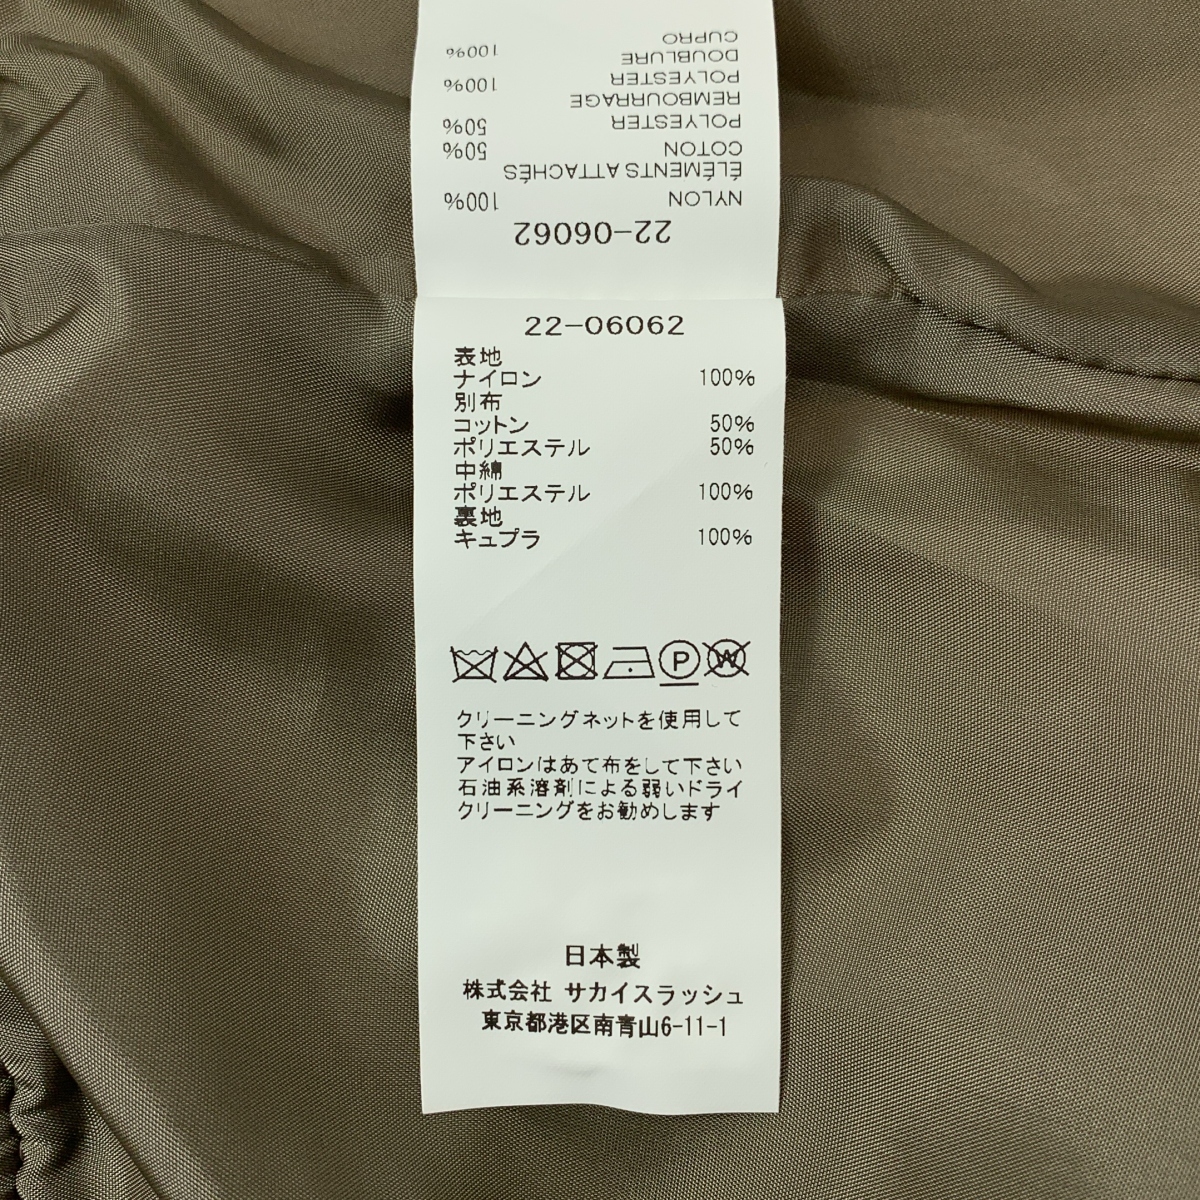 CUPRO
DOUBLURE 100%
POLYESTER 100%
REMBOURRAGE
POLYESTER 50%
COTON 50%
ÉLÉMENTS ATTACHÉS
NYLON 100%
22-06062
22-06062
表地
ナイロン 100%
別布
コットン 50%
ポリエステル 50%
中綿
ポリエステル 100%
裏地
キュプラ 100%
P W
クリーニングネットを使用して
下さい
アイロンはあて布をして下さい
石油系溶剤による弱いドライ
クリーニングをお勧めします
日本製
株式会社 サカイスラッシュ
東京都港区南青山6-11-1